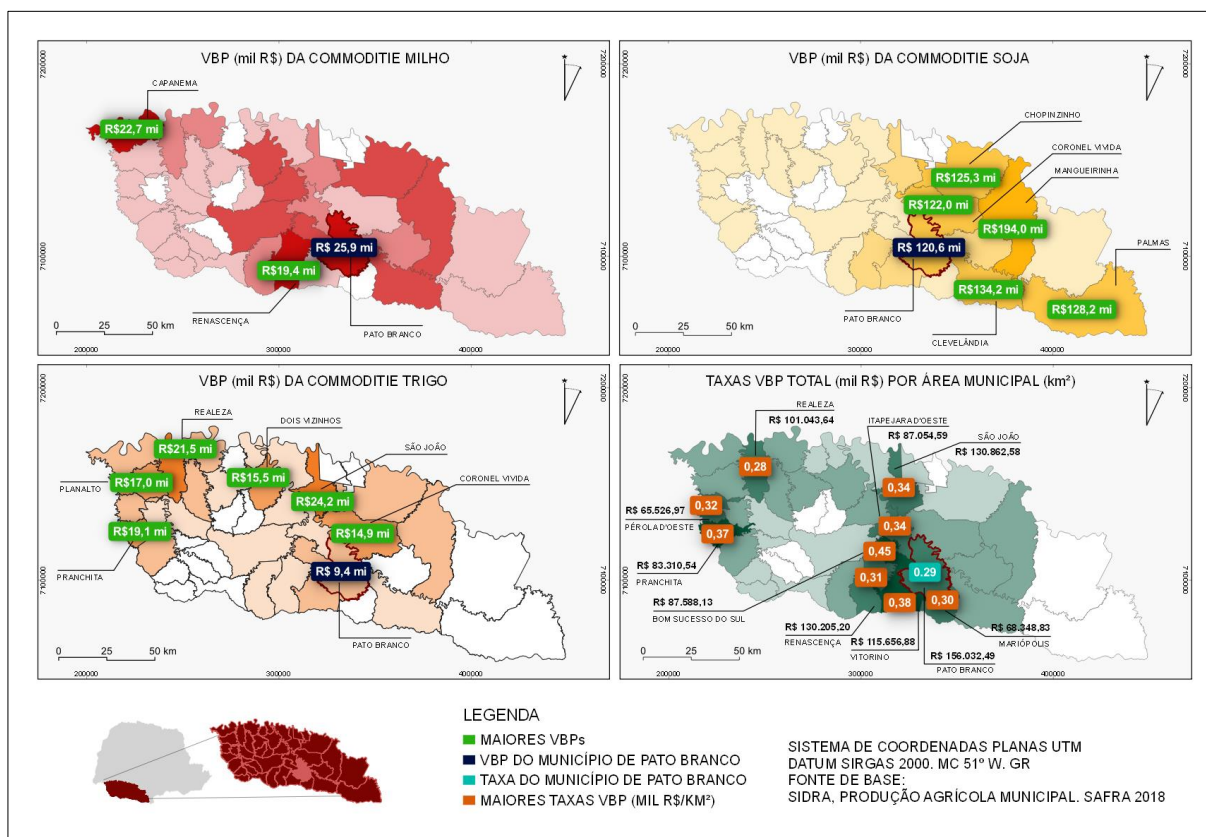 VBP (mil R$) DA COMMODITIE MILHO
7200000
CAPANEMA
R$22,7 mi
R$ 25,9 mi
R$19,4 mi
7100000
RENASCENÇA
PATO BRANCO
0 25 50 km
200000 300000 400000
VBP (mil R$) DA COMMODITIE SOJA
7200000
CHOPINZINHO
CORONEL VIVIDA
MANGUEIRINHA
R$125,3 mi
R$122,0 mi
R$194,0 mi
R$ 120,6 mi
PALMAS
7100000
R$134,2 mi
R$128,2 mi
PATO BRANCO
CLEVELÂNDIA
0 25 50 km
200000 300000 400000
VBP (mil R$) DA COMMODITIE TRIGO
7200000
REALEZA
DOIS VIZINHOS
SÃO JOÃO
CORONEL VIVIDA
R$21,5 mi
R$15,5 mi
PLANALTO
R$17,0 mi
R$24,2 mi
R$19,1 mi
R$14,9 mi
PRANCHITA
R$ 9,4 mi
7100000
PATO BRANCO
0 25 50 km
200000 300000 400000
TAXAS VBP TOTAL (mil R$) POR ÁREA MUNICIPAL (km²)
7200000
REALEZA
R$ 101.043,64
ITAPEJARA D'OESTE
R$ 87.054,59
SÃO JOÃO
R$ 130.862,58
0,28
0,34
0,32
R$ 65.526,97
PÉROLA D'OESTE
0,37
0,34
0,45
R$ 83.310,54
PRANCHITA
0,31
0.29
0,38
0,30
7100000
R$ 87.588,13
BOM SUCESSO DO SUL
R$ 130.205,20
RENASCENÇA
R$ 115.656,88
VITORINO
R$ 68.348,83
MARIÓPOLIS
R$ 156.032,49
PATO BRANCO
0 25 50 km
200000 300000 400000
LEGENDA
MAIORES VBPs
VBP DO MUNICÍPIO DE PATO BRANCO
TAXA DO MUNICÍPIO DE PATO BRANCO
MAIORES TAXAS VBP (MIL R$/KM²)
SISTEMA DE COORDENADAS PLANAS UTM
DATUM SIRGAS 2000. MC 51º W. GR
FONTE DE BASE:
SIDRA, PRODUÇÃO AGRÍCOLA MUNICIPAL. SAFRA 2018